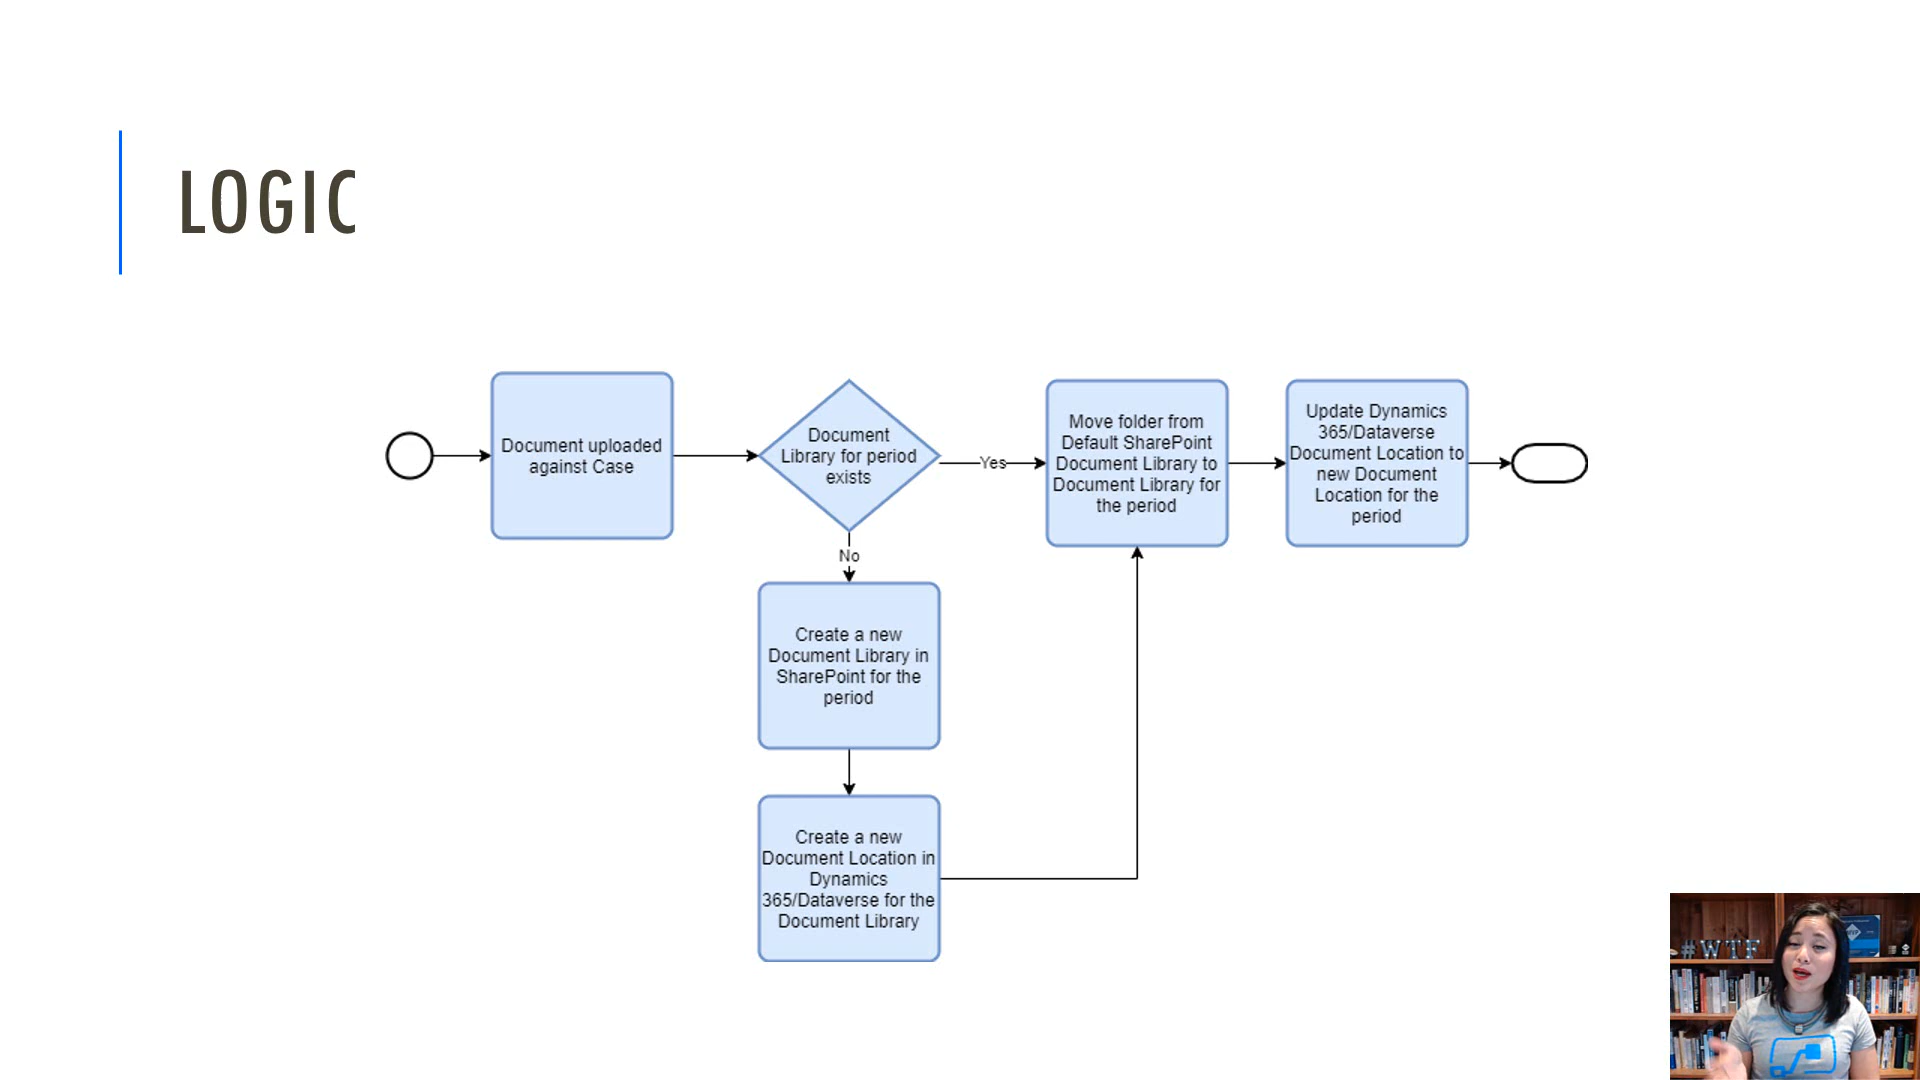 LOGIC
Document uploaded
against Case
Document
Library for period
exists
Yes
Move folder from
Default SharePoint
Document Library to
Document Library for
the period
Update Dynamics
365/Dataverse
Document Location to
new Document
Location for the
period
No
Create a new
Document Library in
SharePoint for the
period
Create a new
Document Location in
Dynamics
365/Dataverse for the
Document Library
#WTF